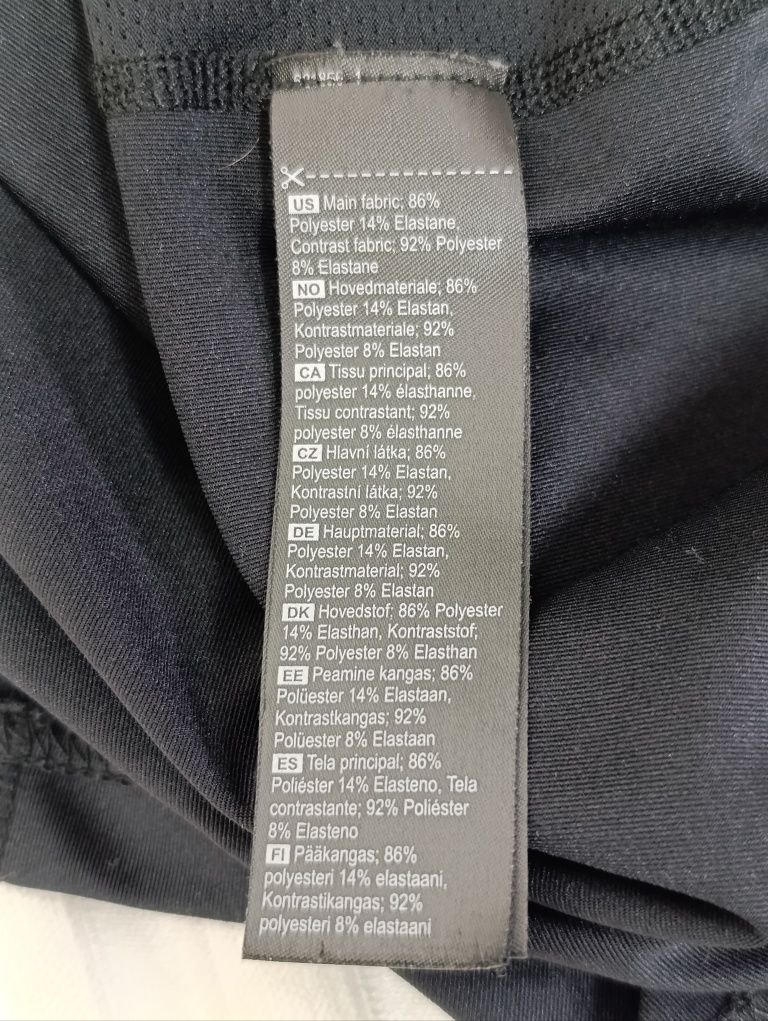 US Main fabric; 86%
Polyester 14% Elastane,
Contrast fabric; 92% Polyester
8% Elastane
NO Hovedmateriale; 86%
Polyester 14% Elastan,
Kontrastmateriale; 92%
Polyester 8% Elastan
CA Tissu principal; 86%
polyester 14% élasthanne,
Tissu contrastant; 92%
polyester 8% élasthanne
CZ Hlavní látka; 86%
Polyester 14% Elastan,
Kontrastní látka; 92%
Polyester 8% Elastan
DE Hauptmaterial; 86%
Polyester 14% Elastan,
Kontrastmaterial; 92%
Polyester 8% Elastan
DK Hovedstof; 86% Polyester
14% Elasthan, Kontraststof;
92% Polyester 8% Elasthan
EE Peamine kangas; 86%
Polüester 14% Elastaan,
Kontrastkangas; 92%
Polüester 8% Elastaan
ES Tela principal; 86%
Poliéster 14% Elasteno, Tela
contrastante; 92% Poliéster
8% Elasteno
FI Pääkangas; 86%
polyesteri 14% elastaani,
Kontrastikangas; 92%
polyesteri 8% elastaani